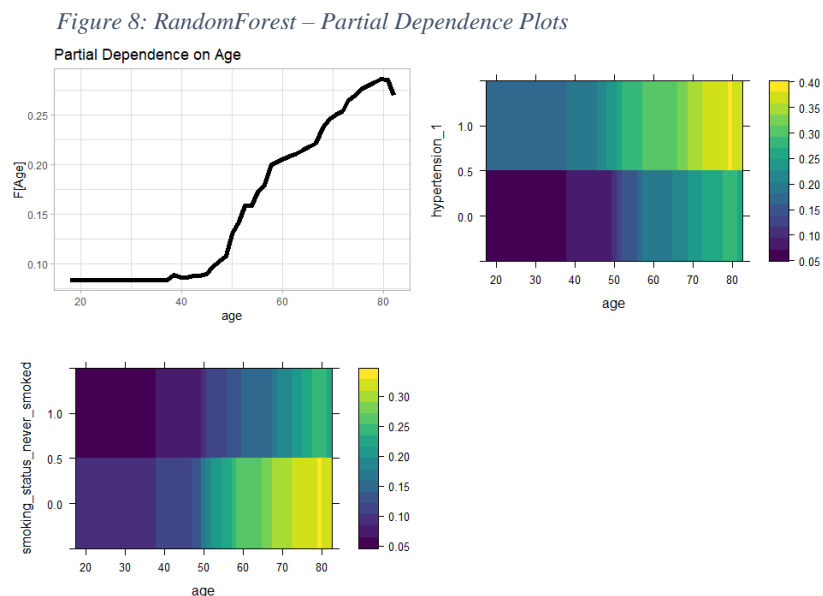 Figure 8: RandomForest – Partial Dependence Plots
Partial Dependence on Age
F[Age]
0.25
0.20
0.15
0.10
20 40 60 80
age
hypertension_1
1.0
0.5
0.0
20 30 40 50 60 70 80
age
0.40
0.35
0.30
0.25
0.20
0.15
0.10
0.05
smoking_status_never_smoked
1.0
0.5
0.0
20 30 40 50 60 70 80
age
0.30
0.25
0.20
0.15
0.10
0.05